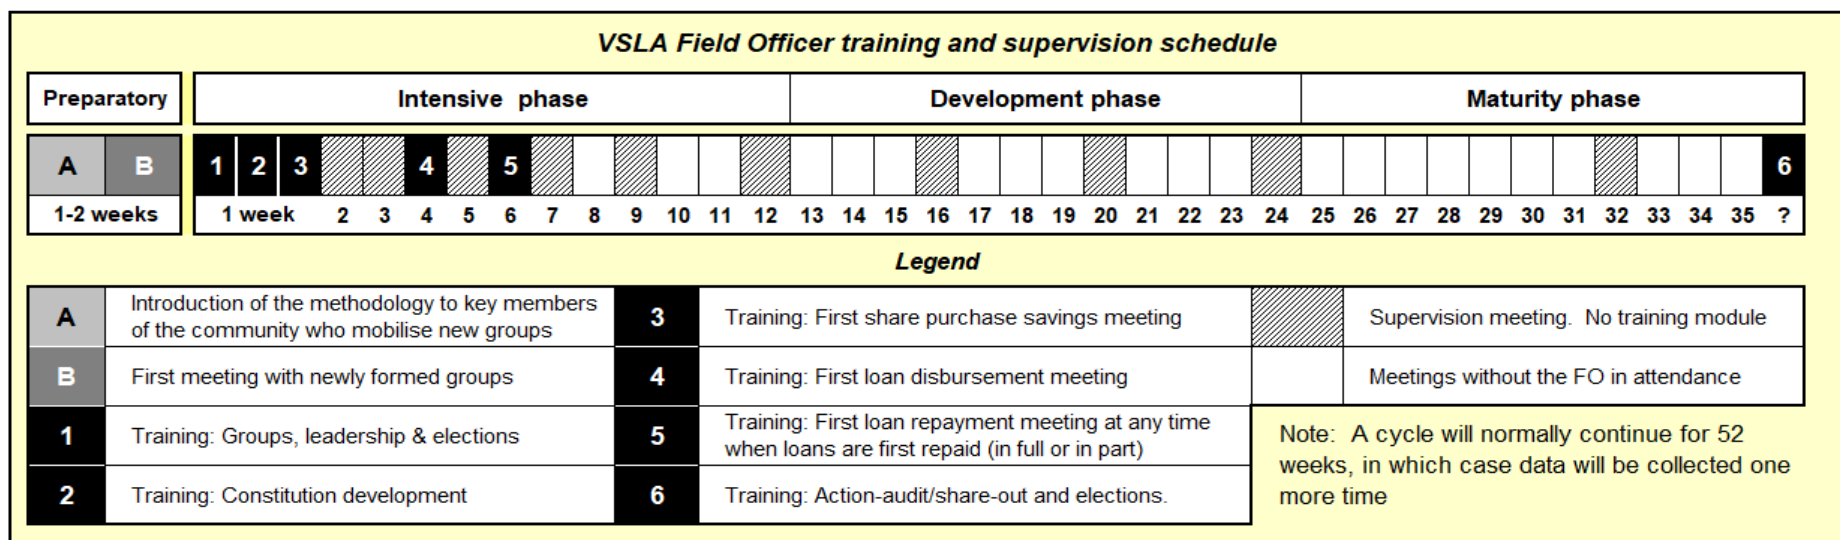 VSLA Field Officer training and supervision schedule
Preparatory Intensive phase Development phase Maturity phase
A B 1 2 3 4 5 6
1-2 weeks 1 week 2 3 4 5 6 7 8 9 10 11 12 13 14 15 16 17 18 19 20 21 22 23 24 25 26 27 28 29 30 31 32 33 34 35 ?
Legend
A Introduction of the methodology to key members
of the community who mobilise new groups
B First meeting with newly formed groups
1 Training: Groups, leadership & elections
2 Training: Constitution development
3 Training: First share purchase savings meeting
4 Training: First loan disbursement meeting
5 Training: First loan repayment meeting at any time
when loans are first repaid (in full or in part)
6 Training: Action-audit/share-out and elections.
Supervision meeting. No training module
Meetings without the FO in attendance
Note: A cycle will normally continue for 52
weeks, in which case data will be collected one
more time